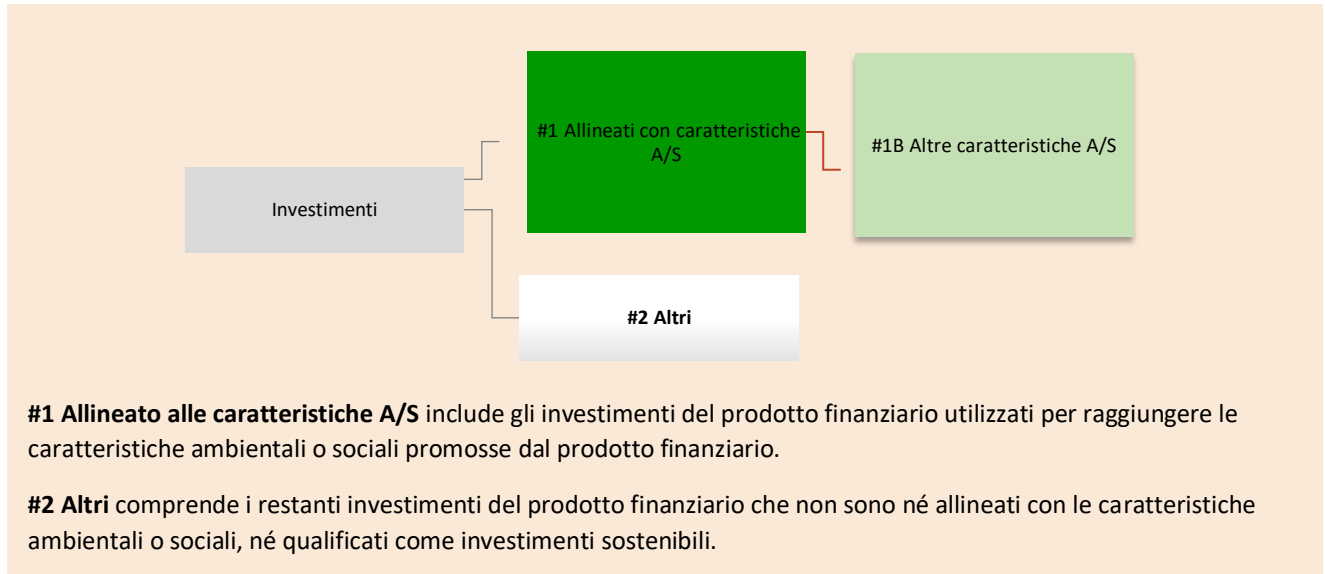 #1 Allineati con caratteristiche
A/S
#1B Altre caratteristiche A/S
Investimenti
#2 Altri
#1 Allineato alle caratteristiche A/S include gli investimenti del prodotto finanziario utilizzati per raggiungere le
caratteristiche ambientali o sociali promosse dal prodotto finanziario.
#2 Altri comprende i restanti investimenti del prodotto finanziario che non sono né allineati con le caratteristiche
ambientali o sociali, né qualificati come investimenti sostenibili.